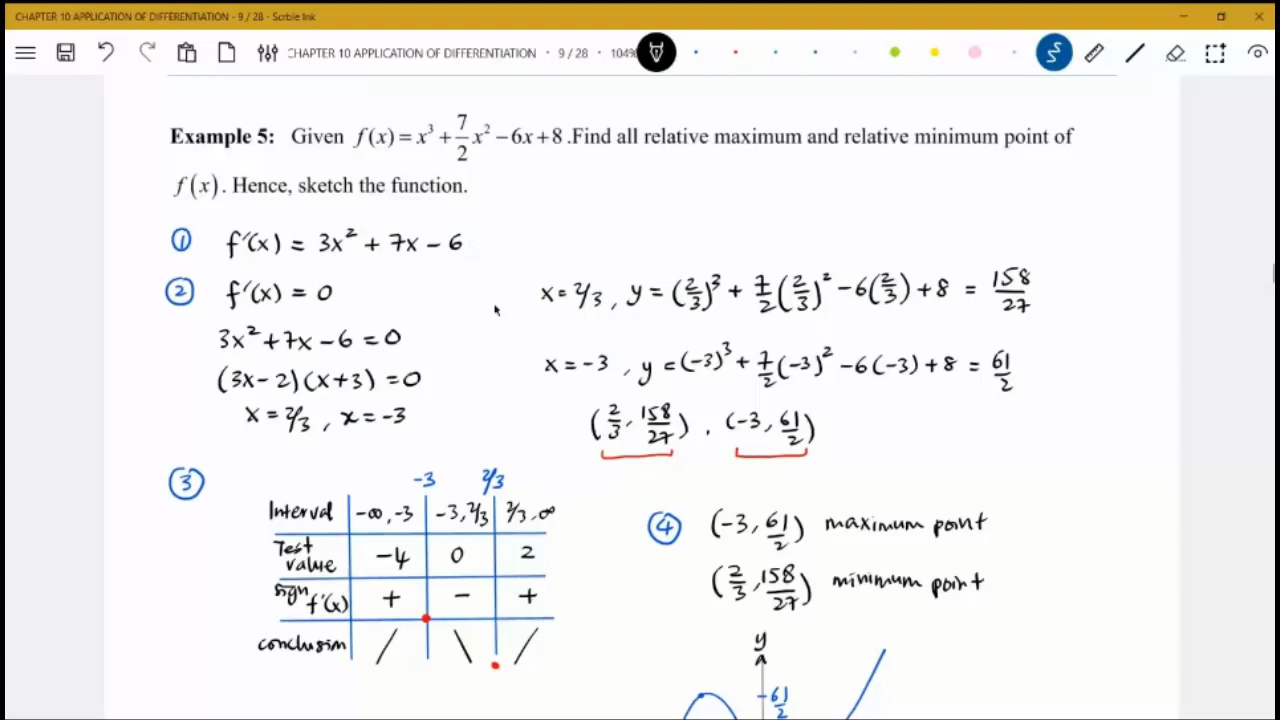 CHAPTER 10 APPLICATION OF DIFFERENTIATION - 9 / 28 - Scrble Ink
CHAPTER 10 APPLICATION OF DIFFERENTIATION • 9 / 28 • 104%
Example 5: Given f(x) = x³ + 7/2 x² − 6x + 8 .Find all relative maximum and relative minimum point of
f(x). Hence, sketch the function.
① f'(x) = 3x² + 7x − 6
② f'(x) = 0
3x² + 7x − 6 = 0
(3x − 2)(x + 3) = 0
x = 2/3 , x = −3
x = 2/3 , y = (2/3)³ + 7/2 (2/3)² − 6(2/3) + 8 = 158/27
x = −3 , y = (−3)³ + 7/2 (−3)² − 6(−3) + 8 = 61/2
(2/3, 158/27) , (−3, 61/2)
③
−3 2/3
Interval −∞, −3 −3, 2/3 2/3, ∞
Test value −4 0 2
sign f'(x) + − +
conclusion / \ /
④ (−3, 61/2) maximum point
(2/3, 158/27) minimum point
y
61/2